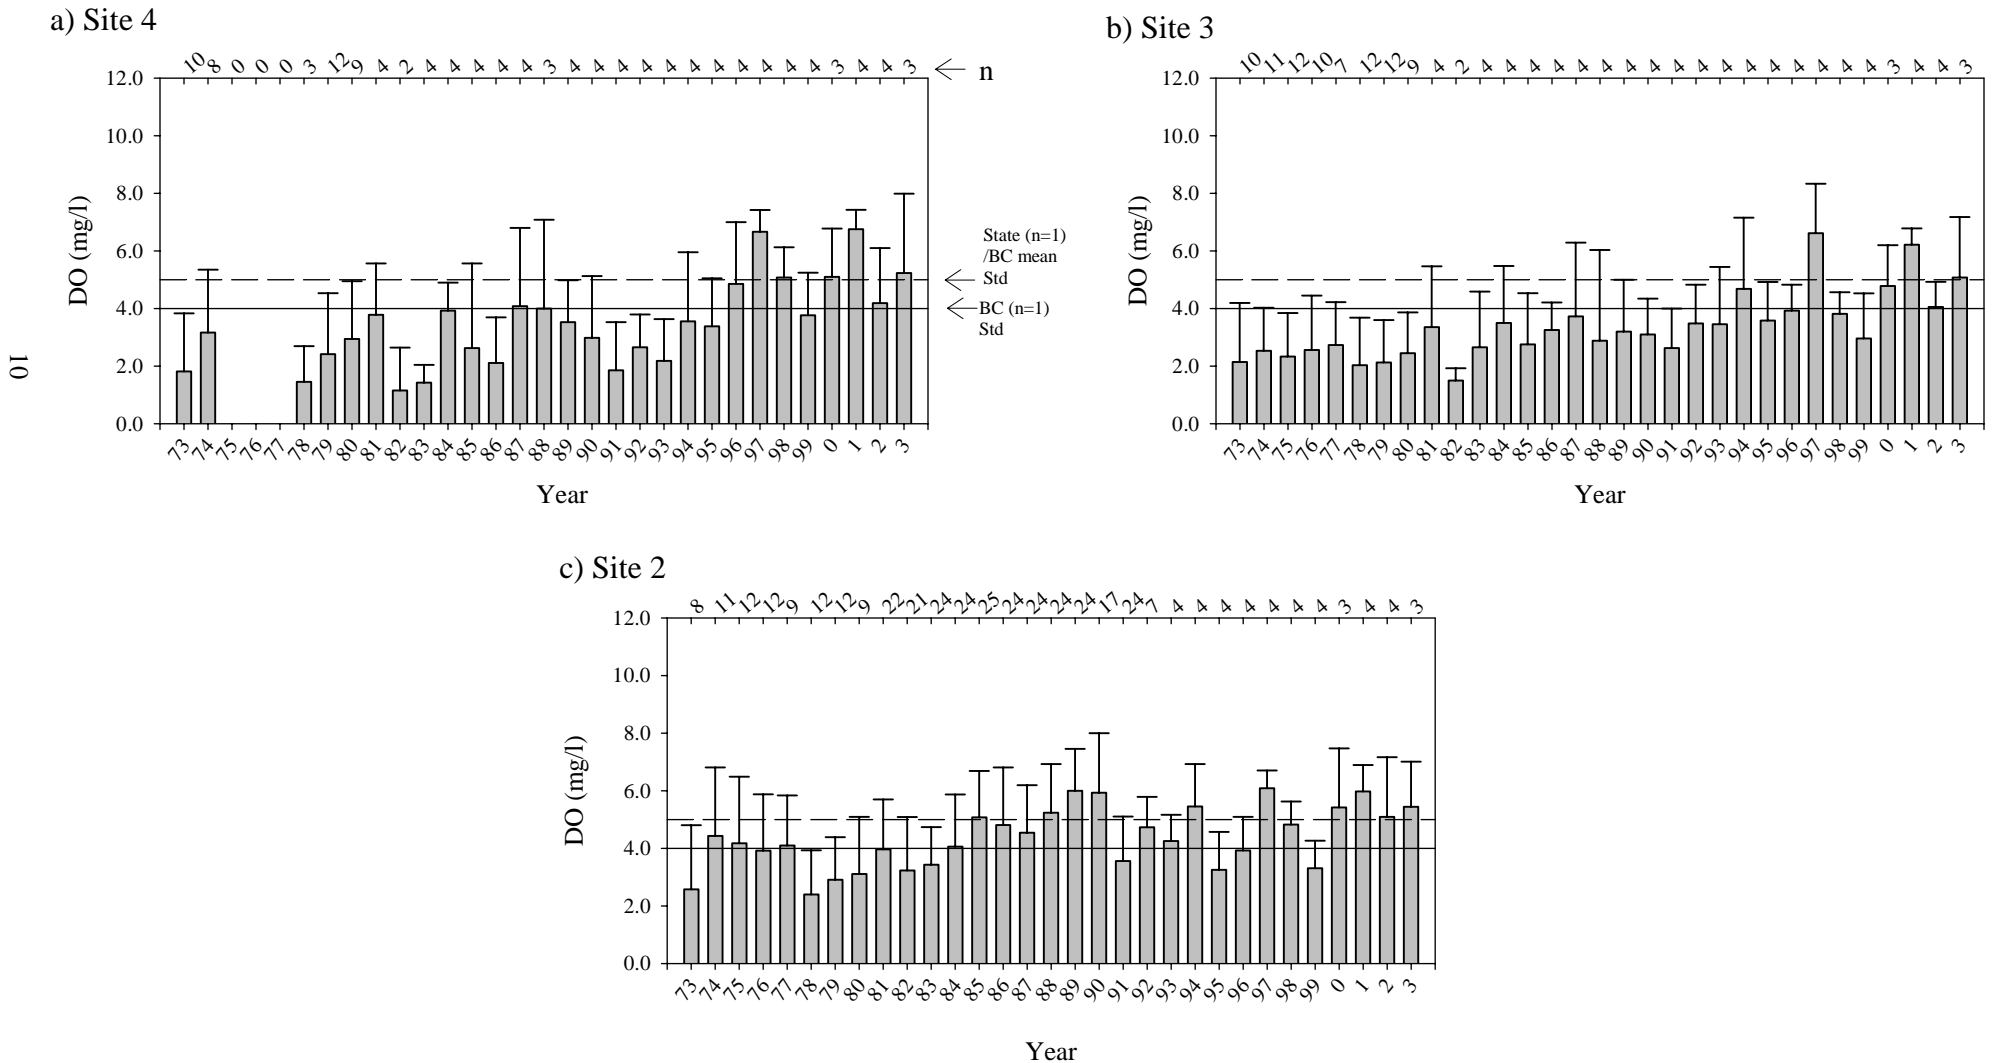 a) Site 4
10 8 0 0 0 3 12 9 4 2 4 4 4 4 4 3 4 4 4 4 4 4 4 4 4 4 4 3 4 4 3
n
12.0
10.0
8.0
6.0
4.0
2.0
0.0
DO (mg/l)
State (n=1)
/BC mean
Std
BC (n=1)
Std
73 74 75 76 77 78 79 80 81 82 83 84 85 86 87 88 89 90 91 92 93 94 95 96 97 98 99 0 1 2 3
Year
b) Site 3
10 11 12 10 7 12 12 9 4 2 4 4 4 4 4 4 4 4 4 4 4 4 4 4 4 4 4 3 4 4 3
12.0
10.0
8.0
6.0
4.0
2.0
0.0
DO (mg/l)
73 74 75 76 77 78 79 80 81 82 83 84 85 86 87 88 89 90 91 92 93 94 95 96 97 98 99 0 1 2 3
Year
10
c) Site 2
8 11 12 12 9 12 12 9 22 21 24 24 25 24 24 24 24 17 24 7 4 4 4 4 4 4 4 3 4 4 3
12.0
10.0
8.0
6.0
4.0
2.0
0.0
DO (mg/l)
73 74 75 76 77 78 79 80 81 82 83 84 85 86 87 88 89 90 91 92 93 94 95 96 97 98 99 0 1 2 3
Year